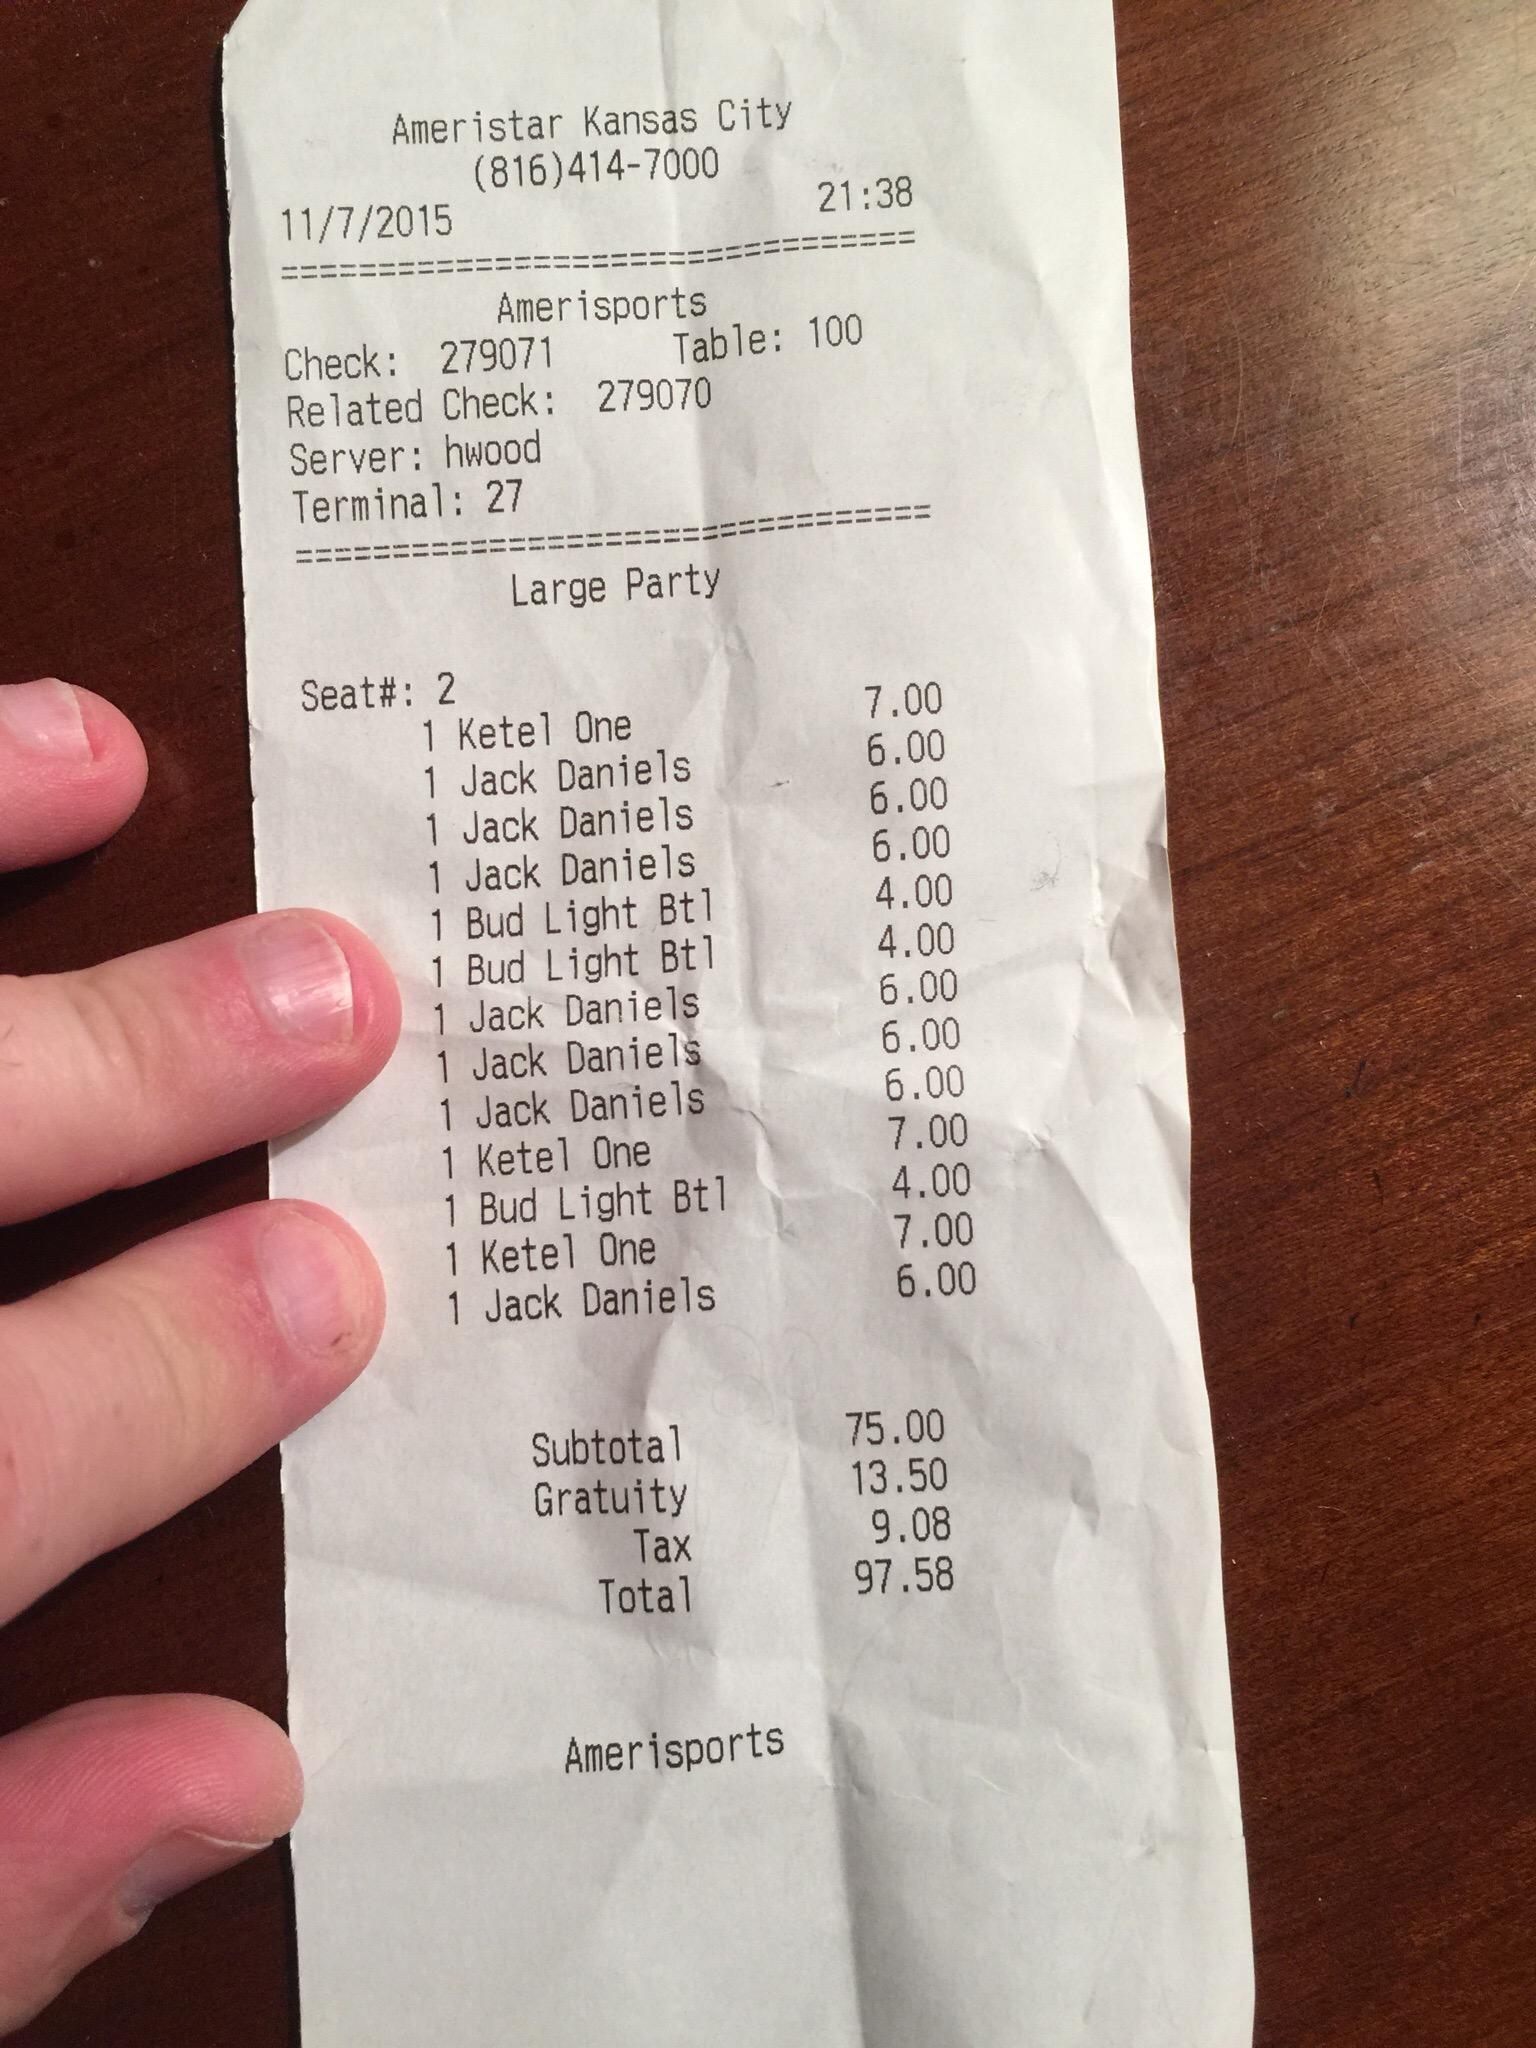 Ameristar Kansas City
(816)414-7000
11/7/2015 21:38
=================================
Amerisports
Check: 279071 Table: 100
Related Check: 279070
Server: hwood
Terminal: 27
=================================
Large Party
Seat#: 2
1 Ketel One 7.00
1 Jack Daniels 6.00
1 Jack Daniels 6.00
1 Jack Daniels 6.00
1 Bud Light Btl 4.00
1 Bud Light Btl 4.00
1 Jack Daniels 6.00
1 Jack Daniels 6.00
1 Jack Daniels 6.00
1 Ketel One 7.00
1 Bud Light Btl 4.00
1 Ketel One 7.00
1 Jack Daniels 6.00
Subtotal 75.00
Gratuity 13.50
Tax 9.08
Total 97.58
Amerisports